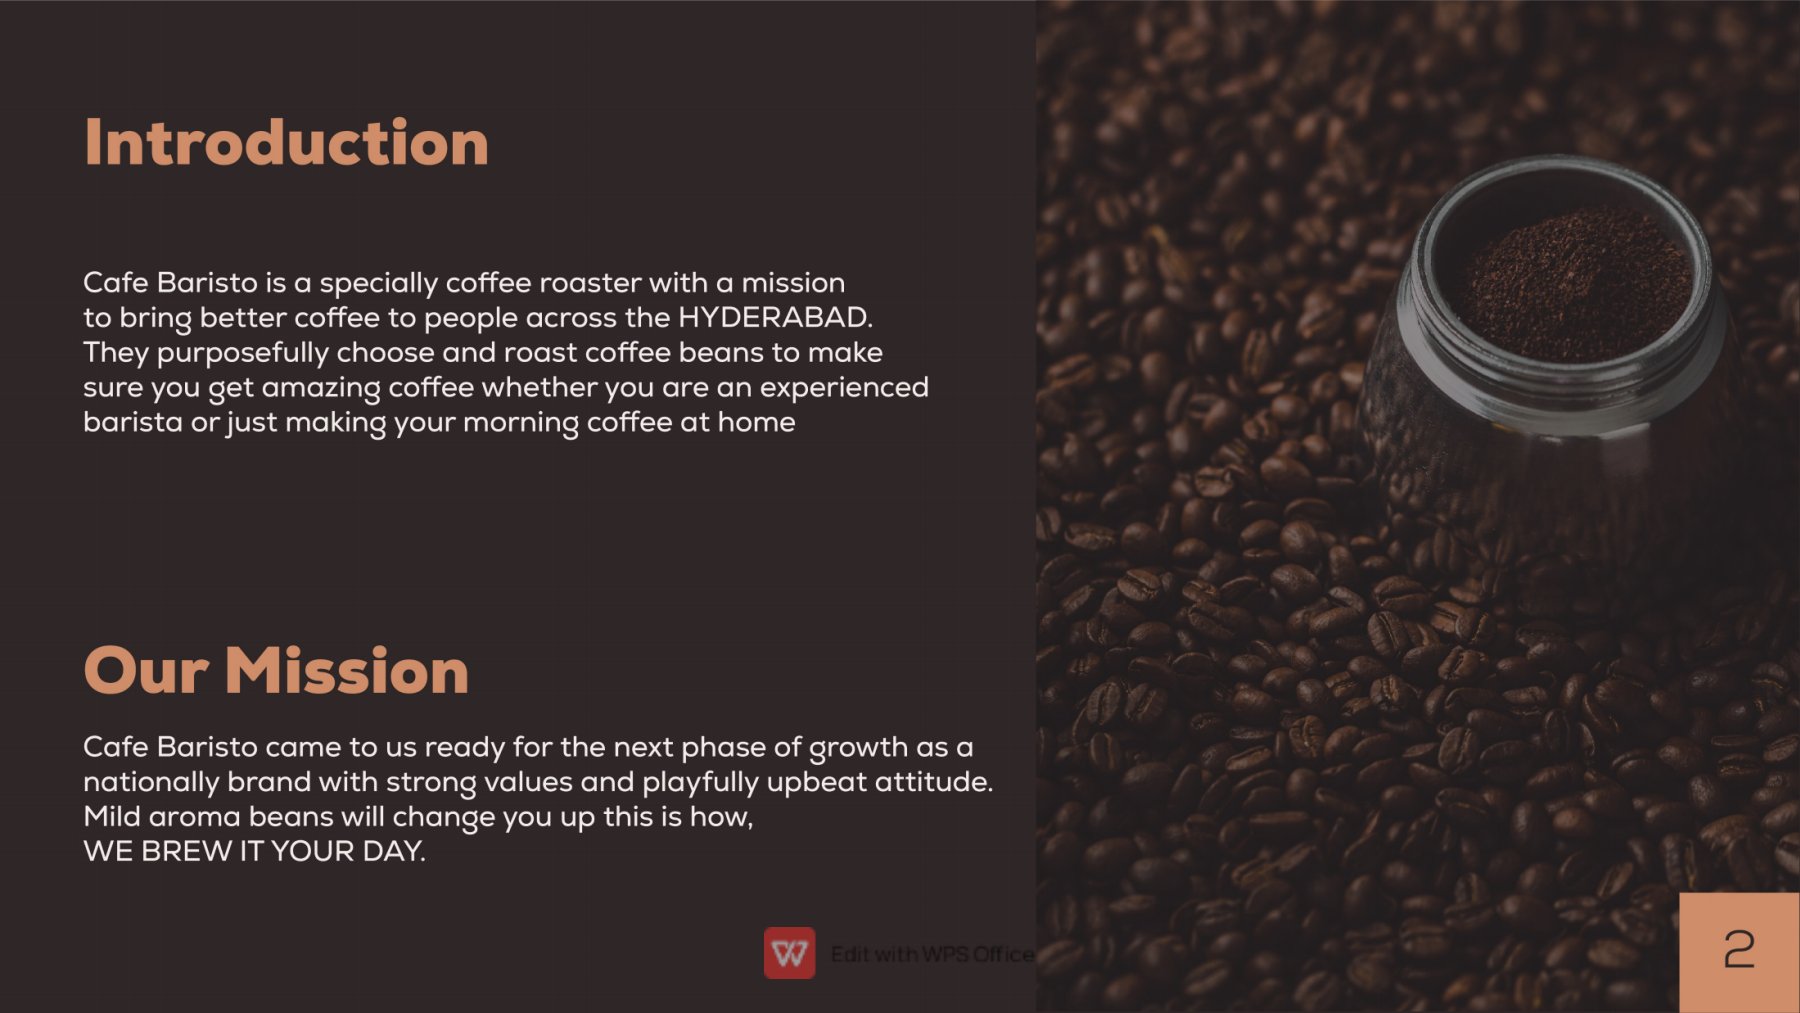 Introduction
Cafe Baristo is a specially coffee roaster with a mission
to bring better coffee to people across the HYDERABAD.
They purposefully choose and roast coffee beans to make
sure you get amazing coffee whether you are an experienced
barista or just making your morning coffee at home
Our Mission
Cafe Baristo came to us ready for the next phase of growth as a
nationally brand with strong values and playfully upbeat attitude.
Mild aroma beans will change you up this is how,
WE BREW IT YOUR DAY.
Edit with WPS Office
2